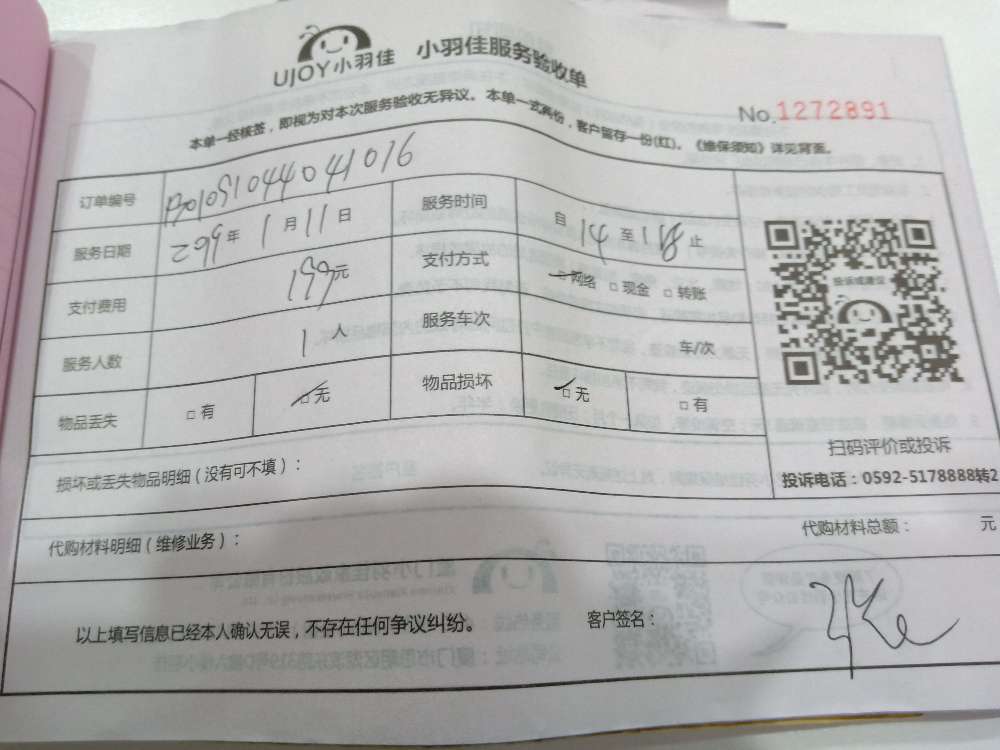 UJOY小羽佳 小羽佳服务验收单
No.1272891
本单一经核签，即视为对本次服务验收无异议。本单一式两份，客户留存一份(红)。《维保须知》详见背面。
订单编号
服务日期 299年 1月11日 服务时间 自 14 至 18 止
支付费用 199元 支付方式 □网络 □现金 □转账
服务人数 1人 服务车次 车/次
物品丢失 □有 □无 物品损坏 □无 □有
投诉或建议
扫码评价或投诉
投诉电话：0592-5178888转2
损坏或丢失物品明细（没有可不填）：
代购材料明细（维修业务）： 代购材料总额： 元
以上填写信息已经本人确认无误，不存在任何争议纠纷。 客户签名：